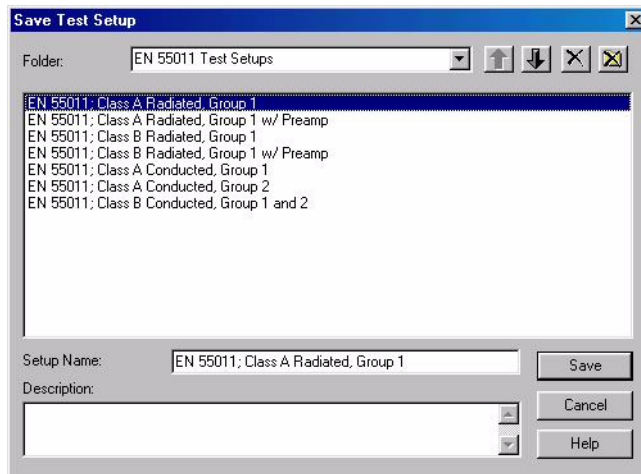 Save Test Setup
Folder: EN 55011 Test Setups
EN 55011; Class A Radiated, Group 1
EN 55011; Class A Radiated, Group 1 w/ Preamp
EN 55011; Class B Radiated, Group 1
EN 55011; Class B Radiated, Group 1 w/ Preamp
EN 55011; Class A Conducted, Group 1
EN 55011; Class A Conducted, Group 2
EN 55011; Class B Conducted, Group 1 and 2
Setup Name: EN 55011; Class A Radiated, Group 1
Save
Description:
Cancel
Help